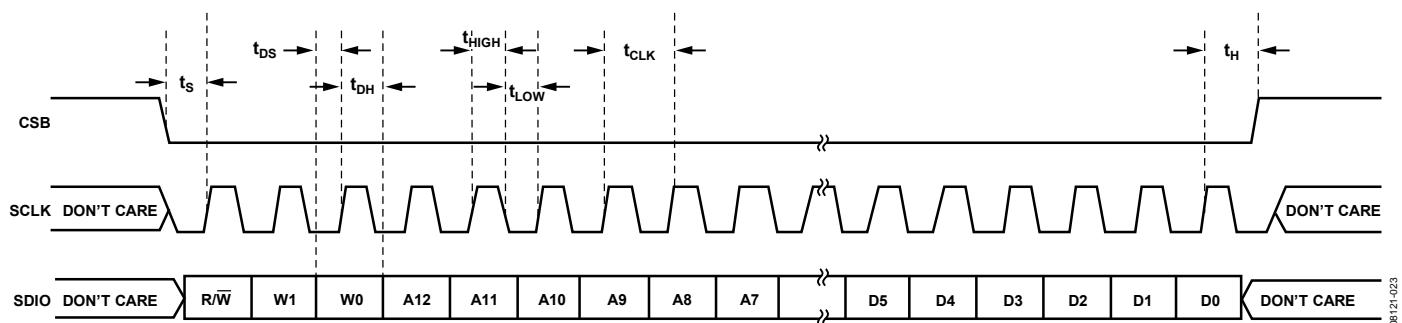 tDS
tHIGH
tCLK
tH
tS
tDH
tLOW
CSB
SCLK DON'T CARE
DON'T CARE
SDIO DON'T CARE R/W̅ W1 W0 A12 A11 A10 A9 A8 A7 D5 D4 D3 D2 D1 D0 DON'T CARE
08121-023